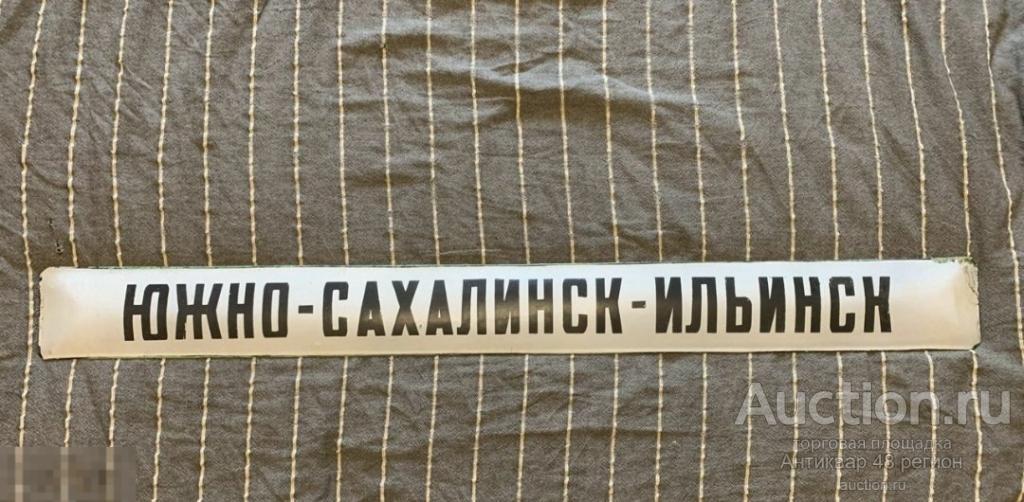 ЮЖНО-САХАЛИНСК-ИЛЬИНСК
Auction.ru
торговая площадка
Антиквар 48 регион
auction.ru